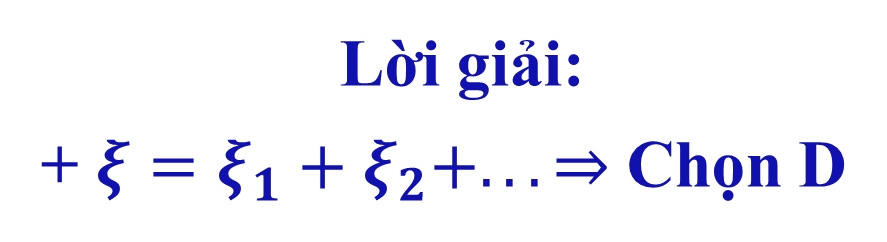 Lời giải:
+ ξ = ξ₁ + ξ₂+... ⇒ Chọn D